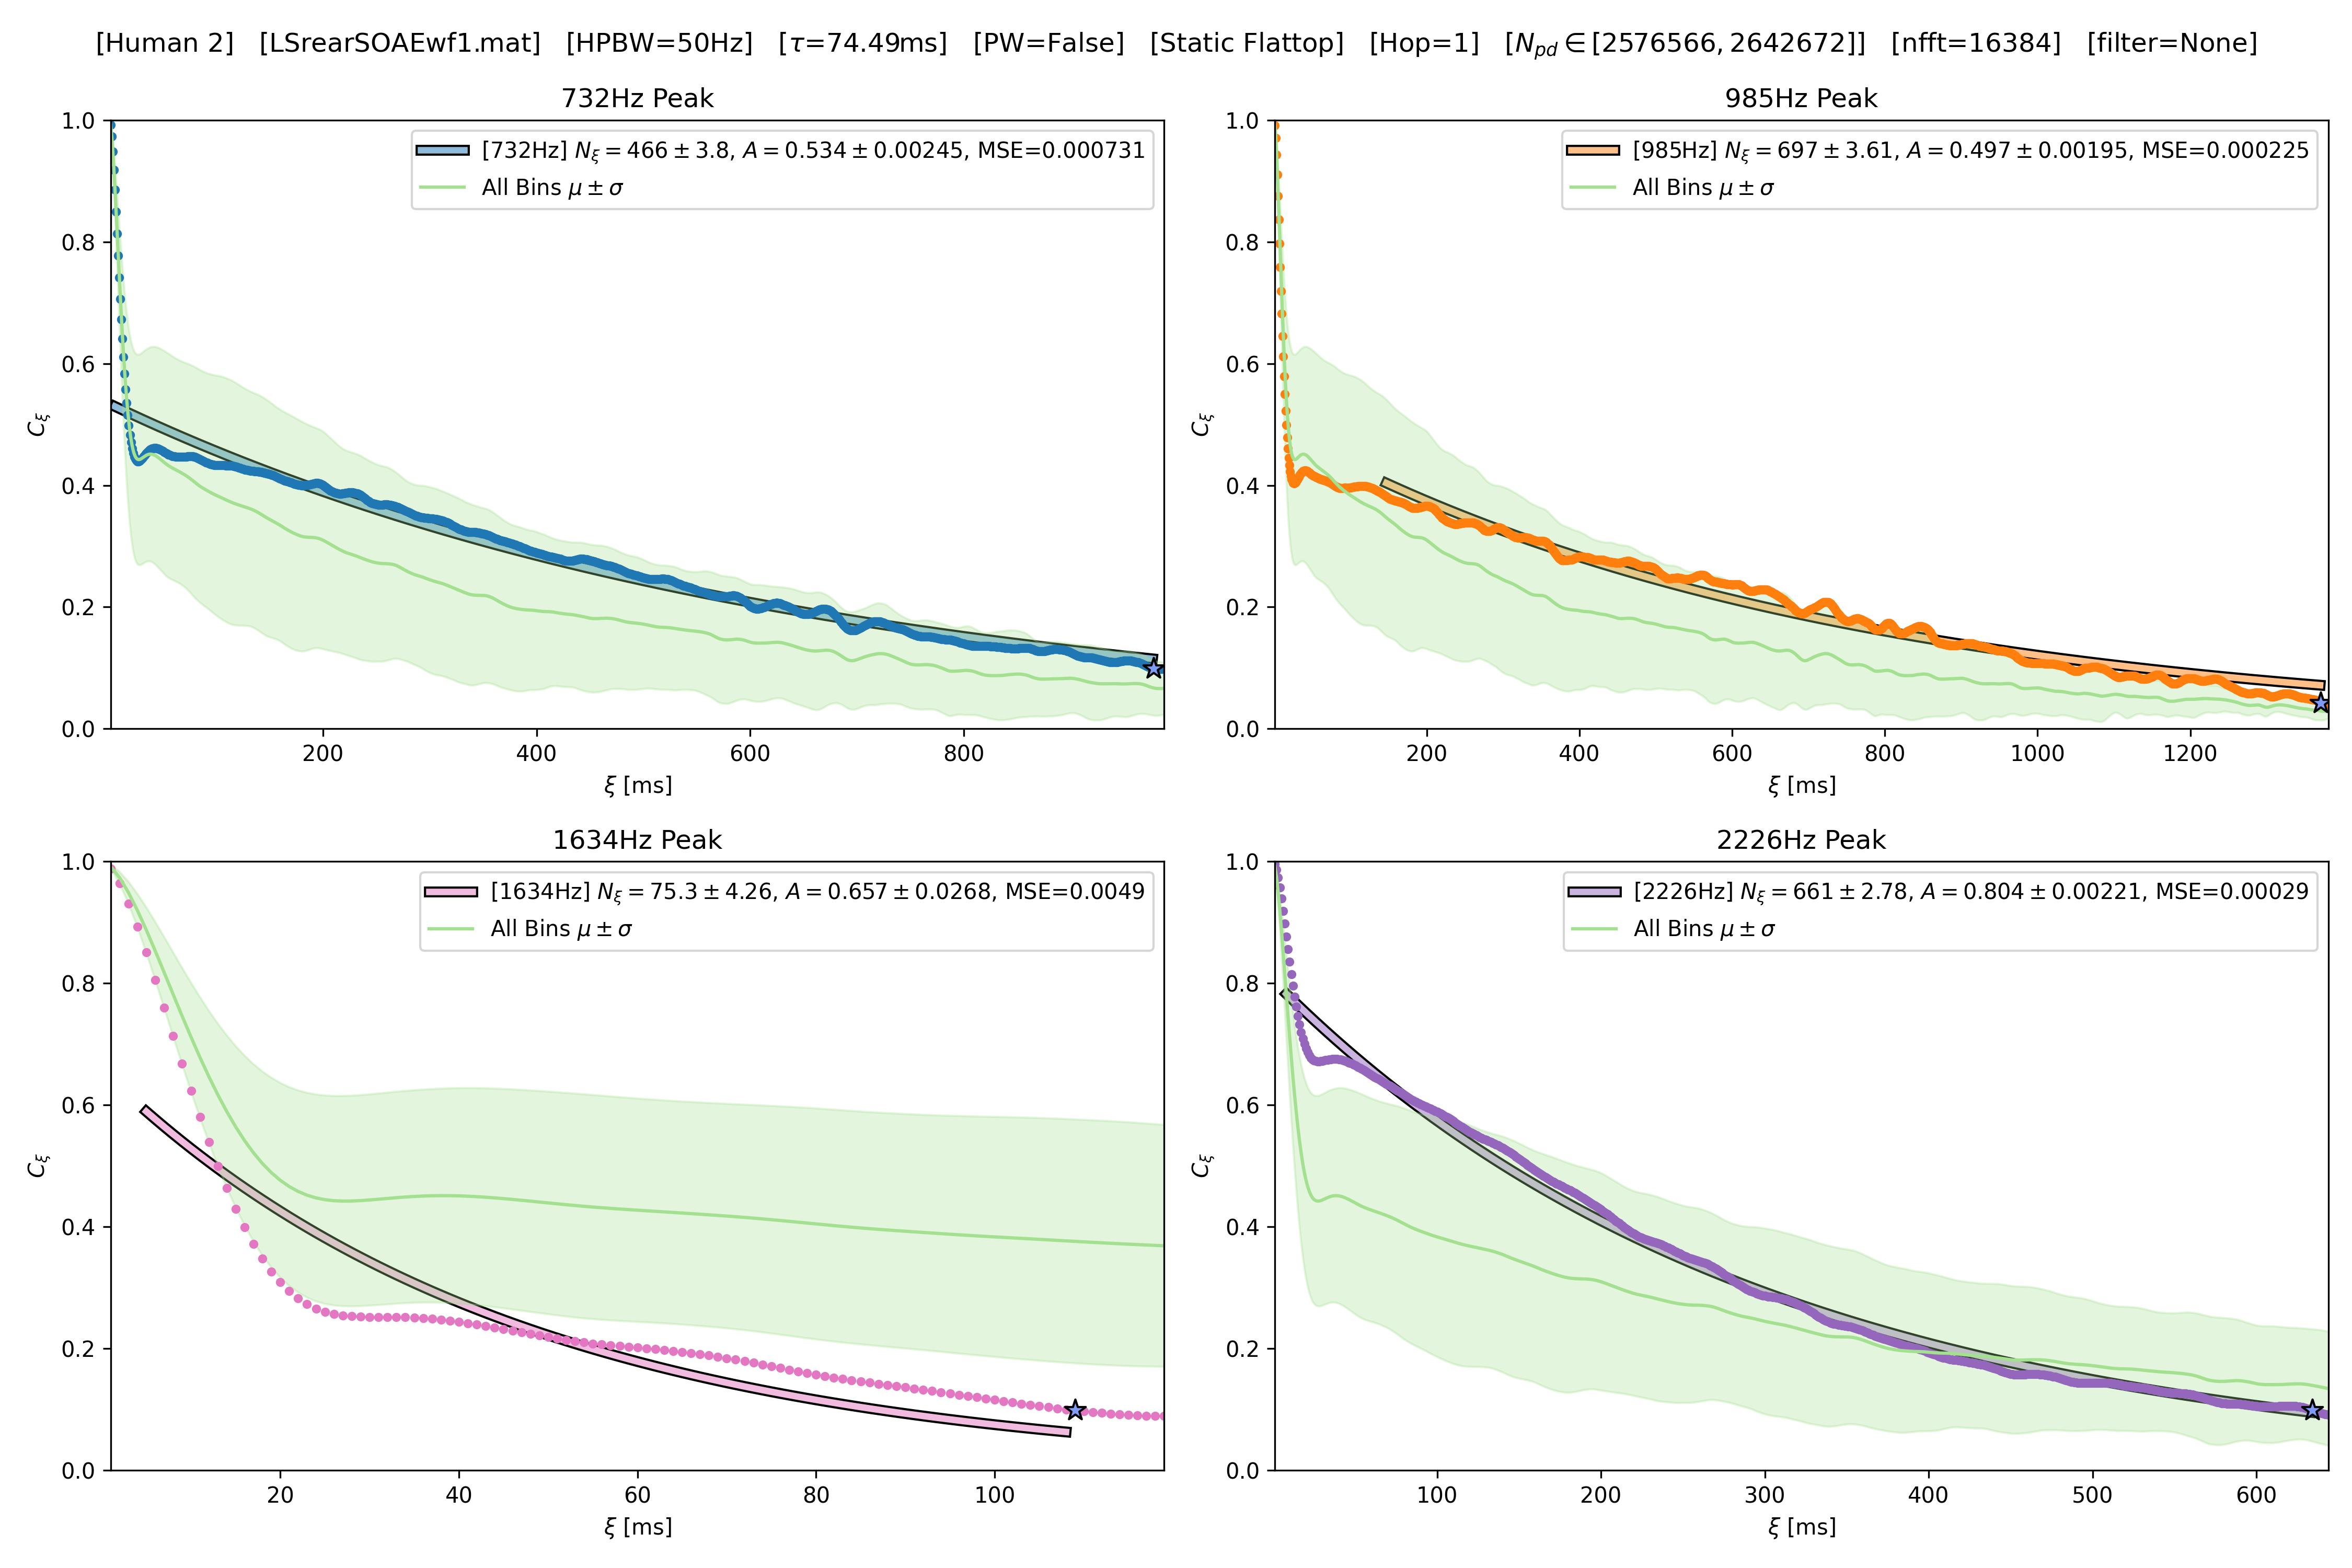 [Human 2] [LSrearSOAEwf1.mat] [HPBW=50Hz] [τ=74.49ms] [PW=False] [Static Flattop] [Hop=1] [N_pd ∈ [2576566, 2642672]] [nfft=16384] [filter=None]
732Hz Peak
[732Hz] N_ξ = 466 ± 3.8, A = 0.534 ± 0.00245, MSE=0.000731
All Bins μ ± σ
1.0
0.8
0.6
0.4
0.2
0.0
C_ξ
200 400 600 800
ξ [ms]
985Hz Peak
[985Hz] N_ξ = 697 ± 3.61, A = 0.497 ± 0.00195, MSE=0.000225
All Bins μ ± σ
1.0
0.8
0.6
0.4
0.2
0.0
C_ξ
200 400 600 800 1000 1200
ξ [ms]
1634Hz Peak
[1634Hz] N_ξ = 75.3 ± 4.26, A = 0.657 ± 0.0268, MSE=0.0049
All Bins μ ± σ
1.0
0.8
0.6
0.4
0.2
0.0
C_ξ
20 40 60 80 100
ξ [ms]
2226Hz Peak
[2226Hz] N_ξ = 661 ± 2.78, A = 0.804 ± 0.00221, MSE=0.00029
All Bins μ ± σ
1.0
0.8
0.6
0.4
0.2
0.0
C_ξ
100 200 300 400 500 600
ξ [ms]